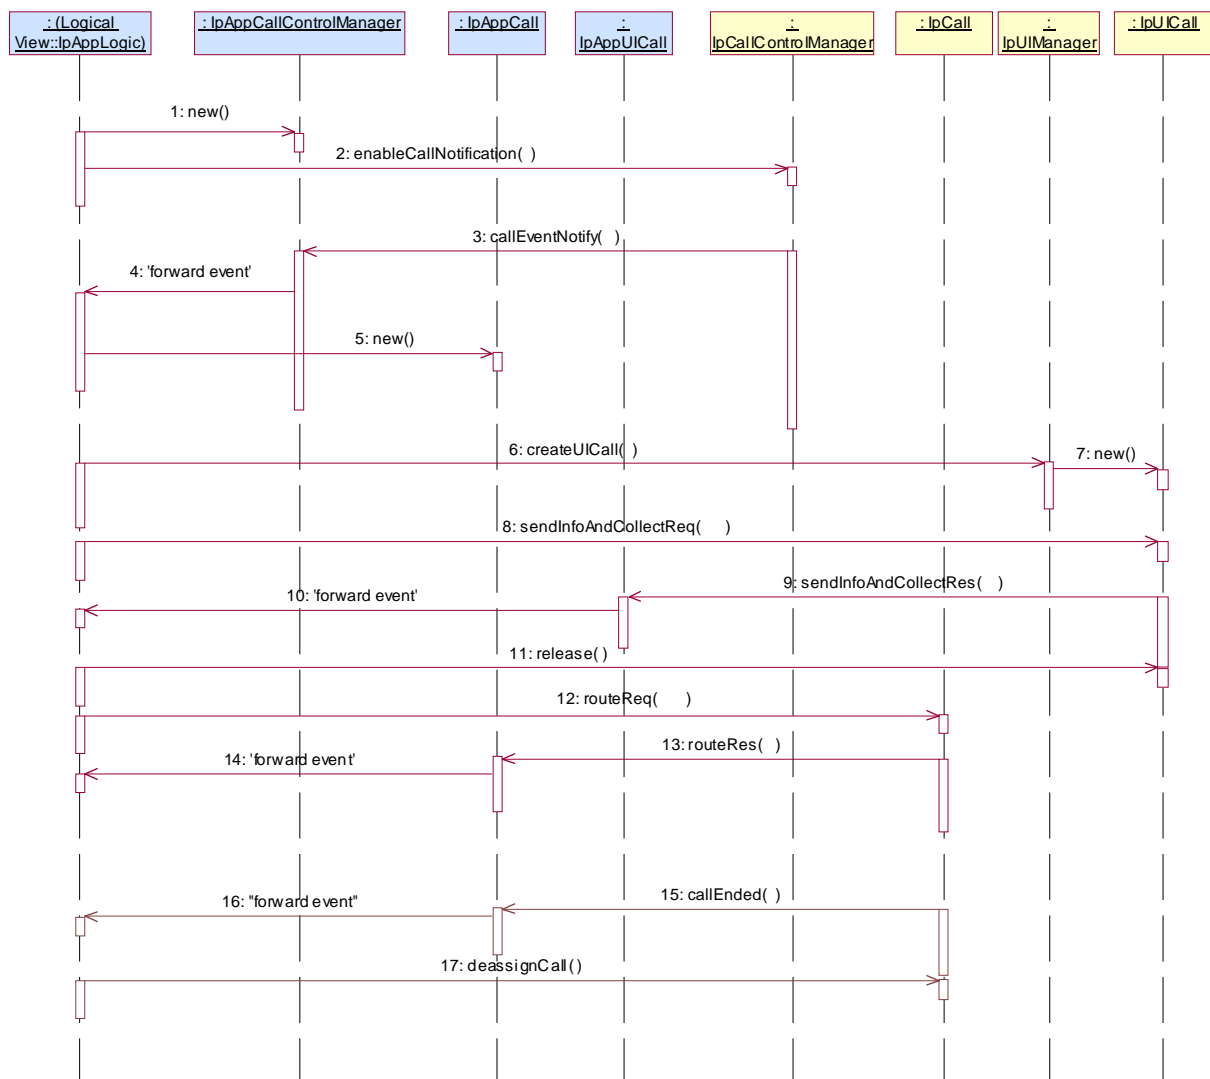 : (Logical
View::IpAppLogic)
: IpAppCallControlManager
: IpAppCall
:
IpAppUICall
:
IpCallControlManager
: IpCall
:
IpUIManager
: IpUICall
1: new()
2: enableCallNotification( )
3: callEventNotify( )
4: 'forward event'
5: new()
6: createUICall( )
7: new()
8: sendInfoAndCollectReq( )
9: sendInfoAndCollectRes( )
10: 'forward event'
11: release( )
12: routeReq( )
13: routeRes( )
14: 'forward event'
15: callEnded( )
16: "forward event"
17: deassignCall( )